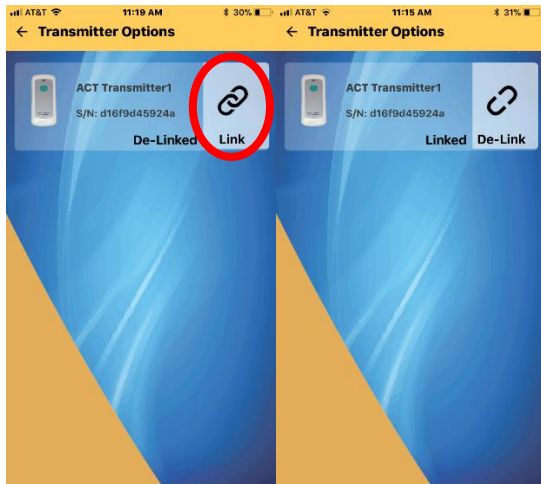 AT&T 11:19 AM 30%
← Transmitter Options
ACT Transmitter1
S/N: d16f9d45924a
De-Linked Link
AT&T 11:15 AM 31%
← Transmitter Options
ACT Transmitter1
S/N: d16f9d45924a
Linked De-Link